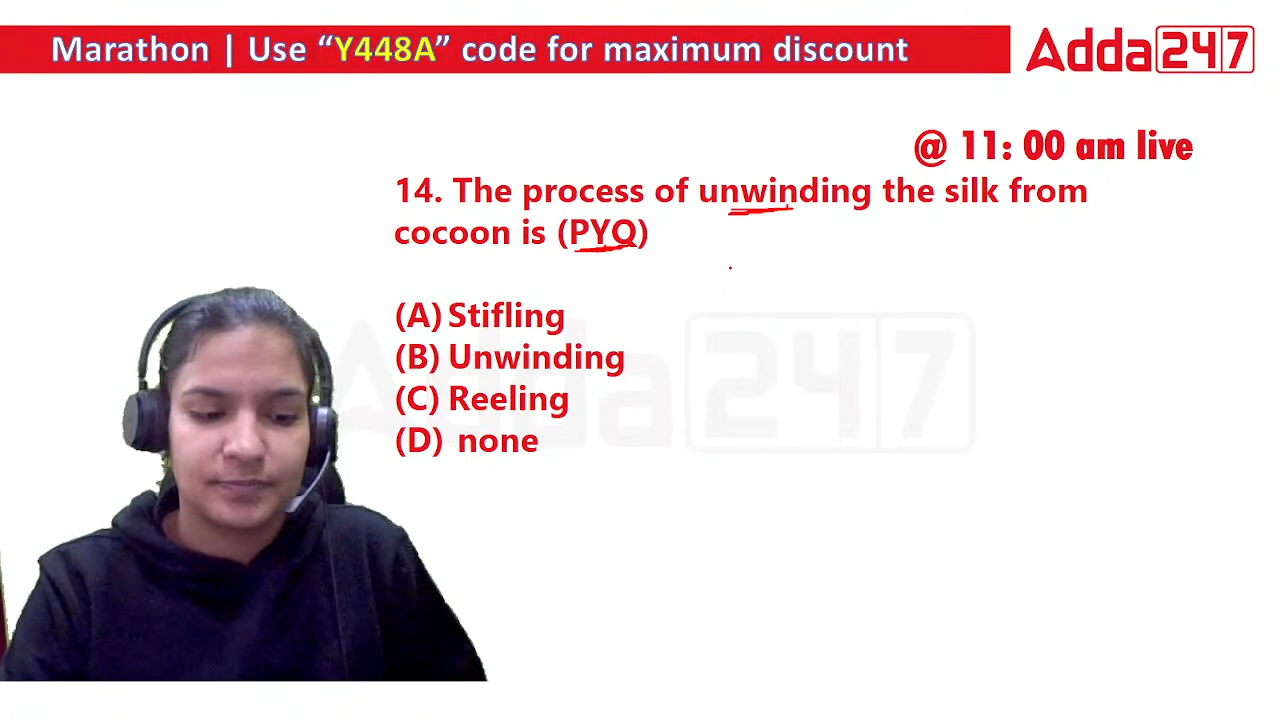 Marathon | Use “Y448A” code for maximum discount
Adda247
@ 11: 00 am live
14. The process of unwinding the silk from
cocoon is (PYQ)
(A) Stifling
(B) Unwinding
(C) Reeling
(D) none
Adda247